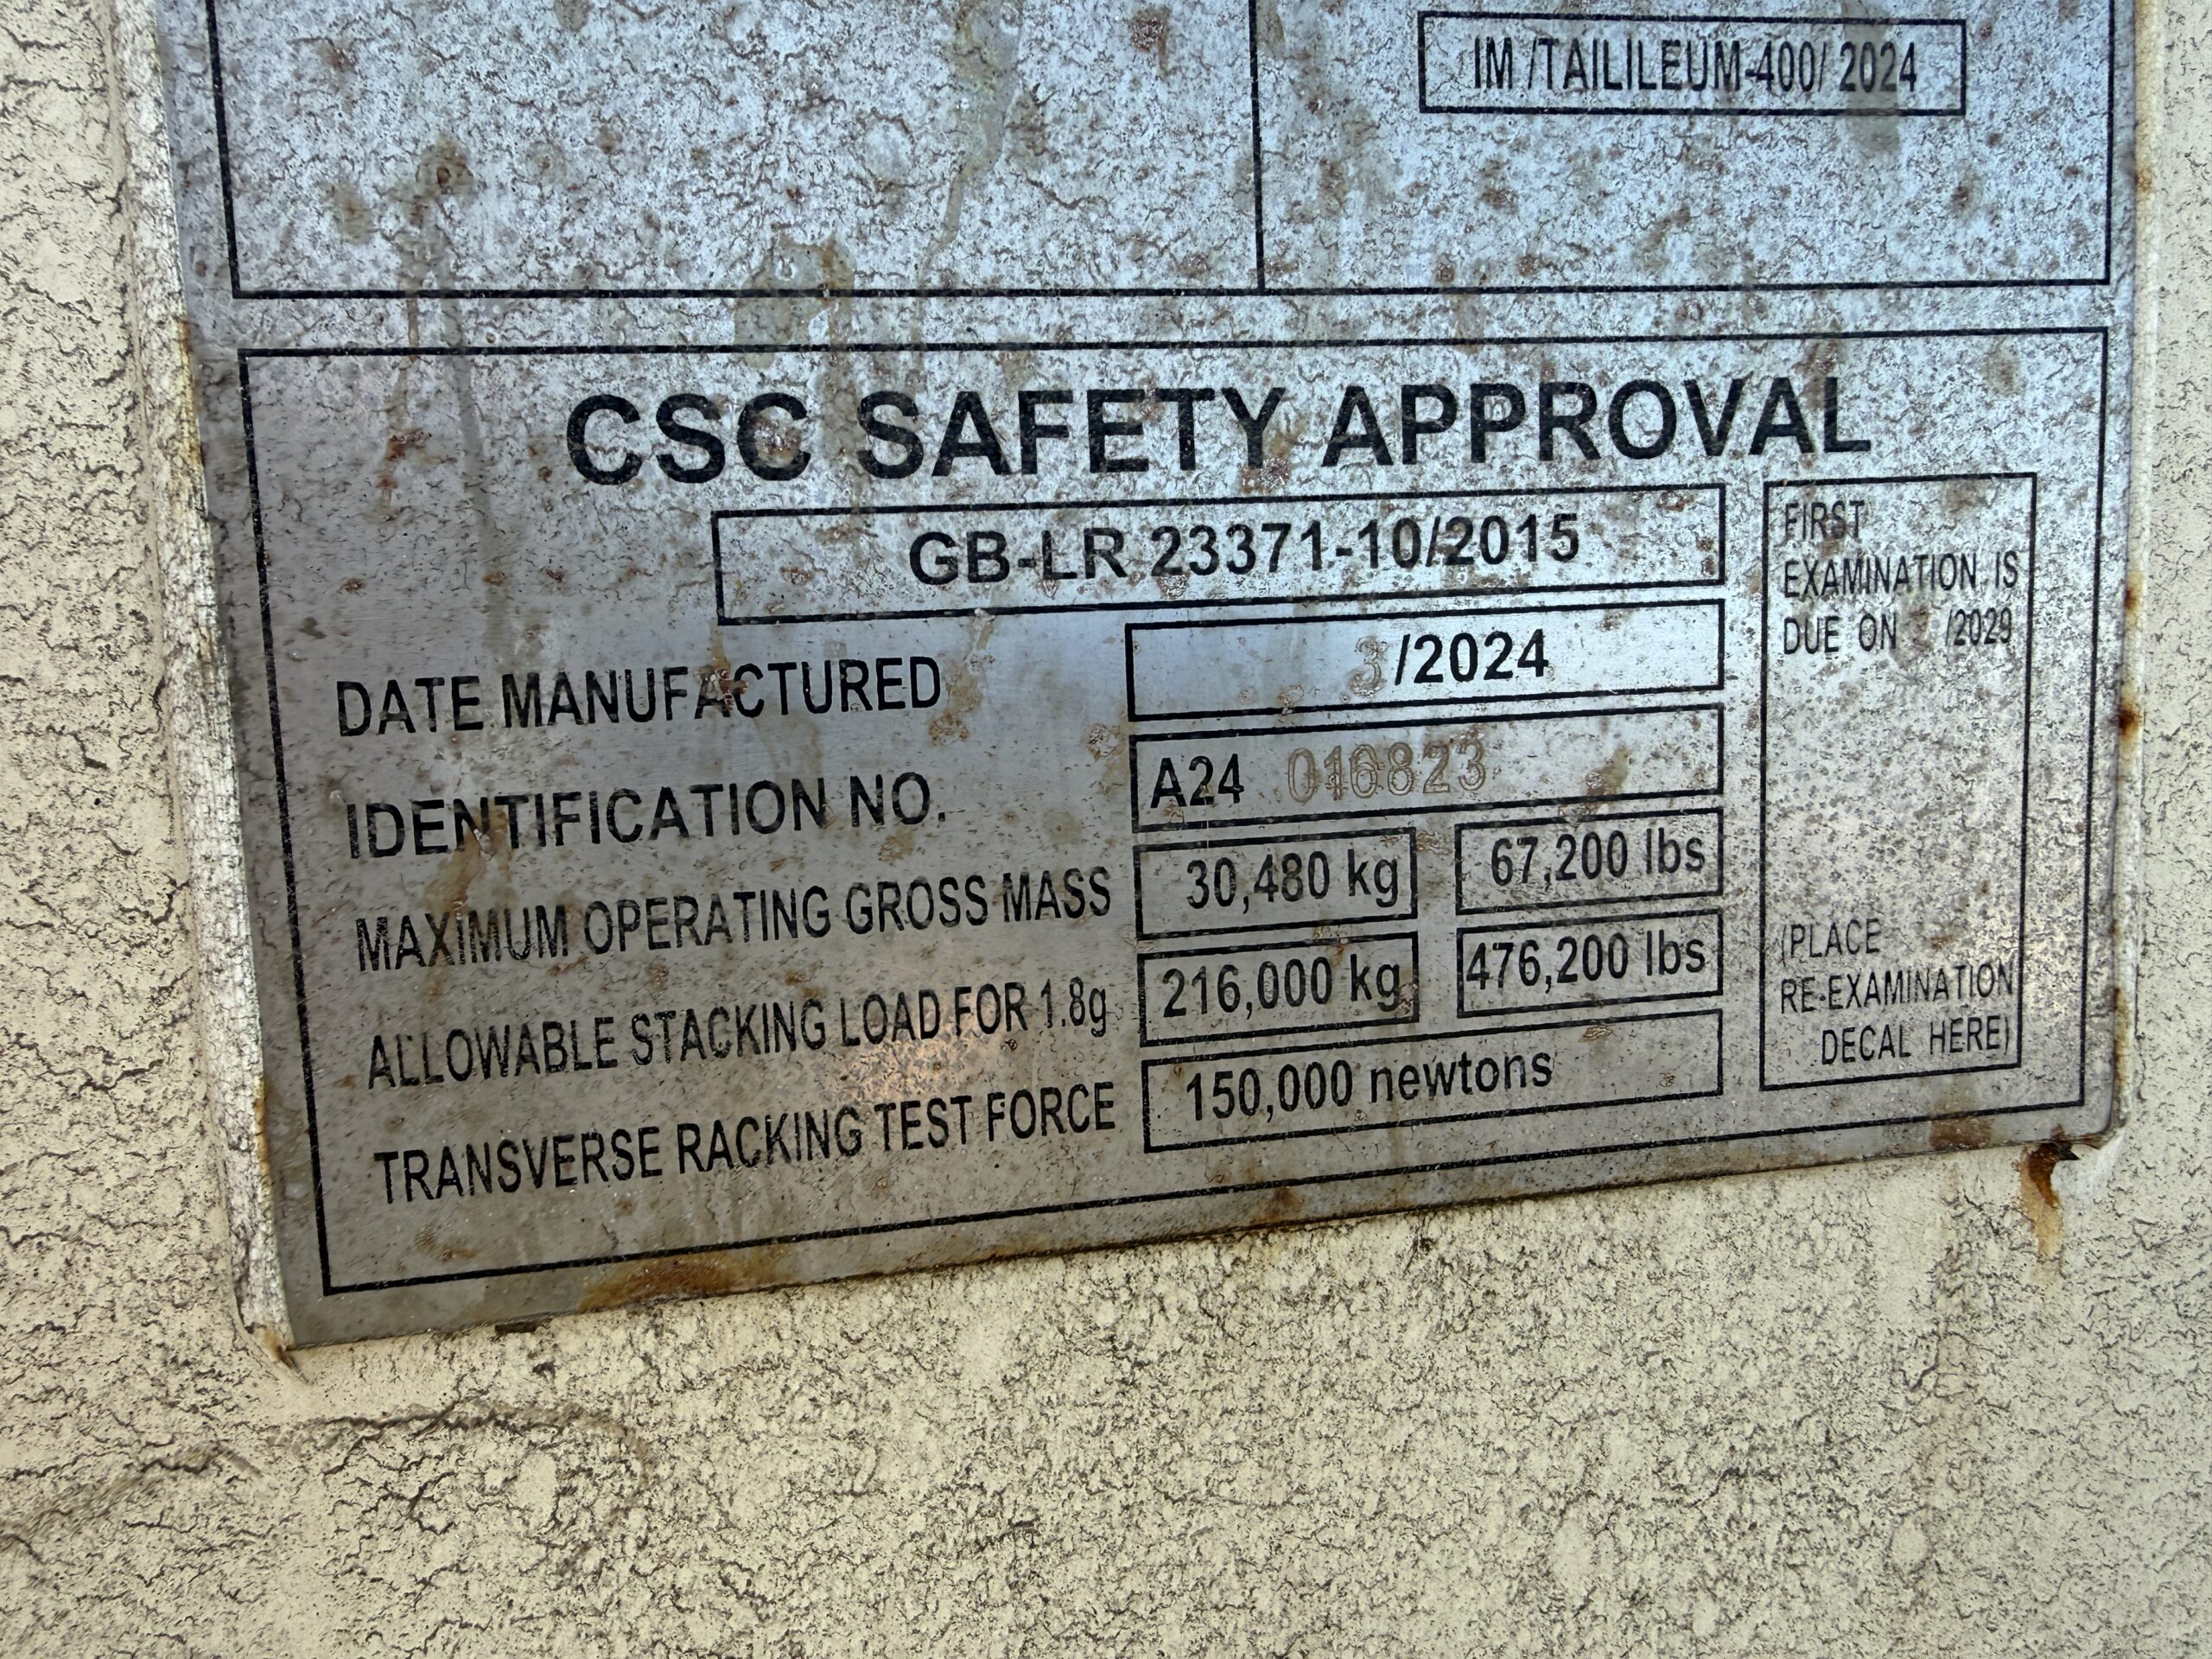 IM /TAILILEUM-400/ 2024
CSC SAFETY APPROVAL
GB-LR 23371-10/2015
FIRST
EXAMINATION IS
DUE ON /2029
DATE MANUFACTURED 3/2024
IDENTIFICATION NO. A24 010823
MAXIMUM OPERATING GROSS MASS 30,480 kg 67,200 lbs
ALLOWABLE STACKING LOAD FOR 1.8g 216,000 kg 476,200 lbs
TRANSVERSE RACKING TEST FORCE 150,000 newtons
(PLACE
RE-EXAMINATION
DECAL HERE)